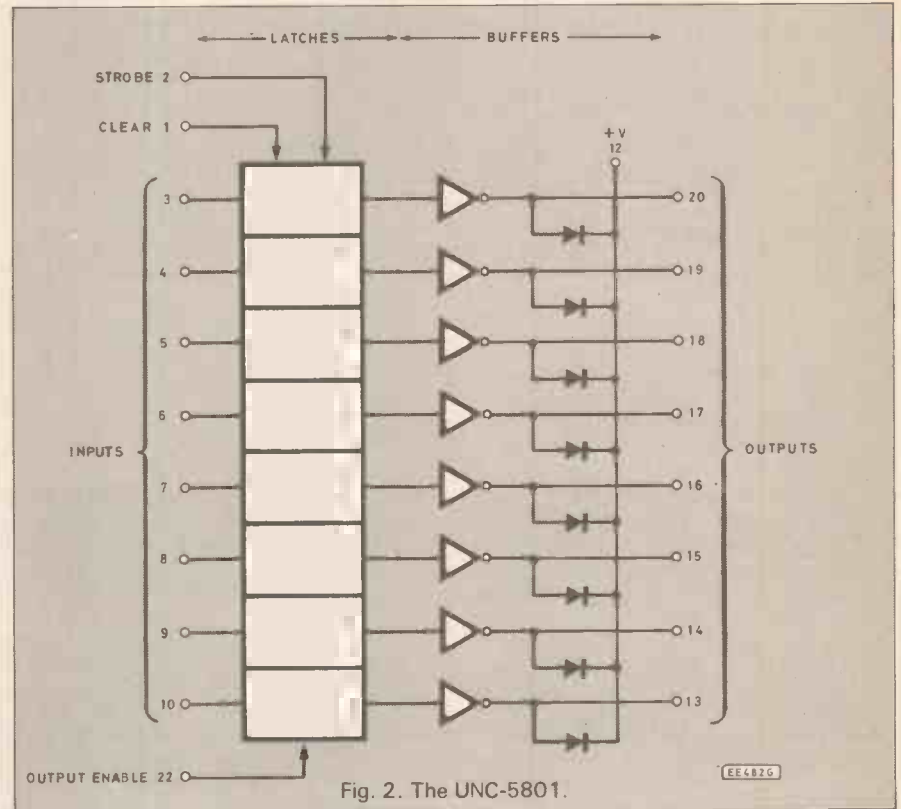 LATCHES BUFFERS
STROBE 2
CLEAR 1
+V
12
3 20
4 19
5 18
6 17
INPUTS OUTPUTS
7 16
8 15
9 14
10 13
OUTPUT ENABLE 22
EE482G
Fig. 2. The UNC-5801.